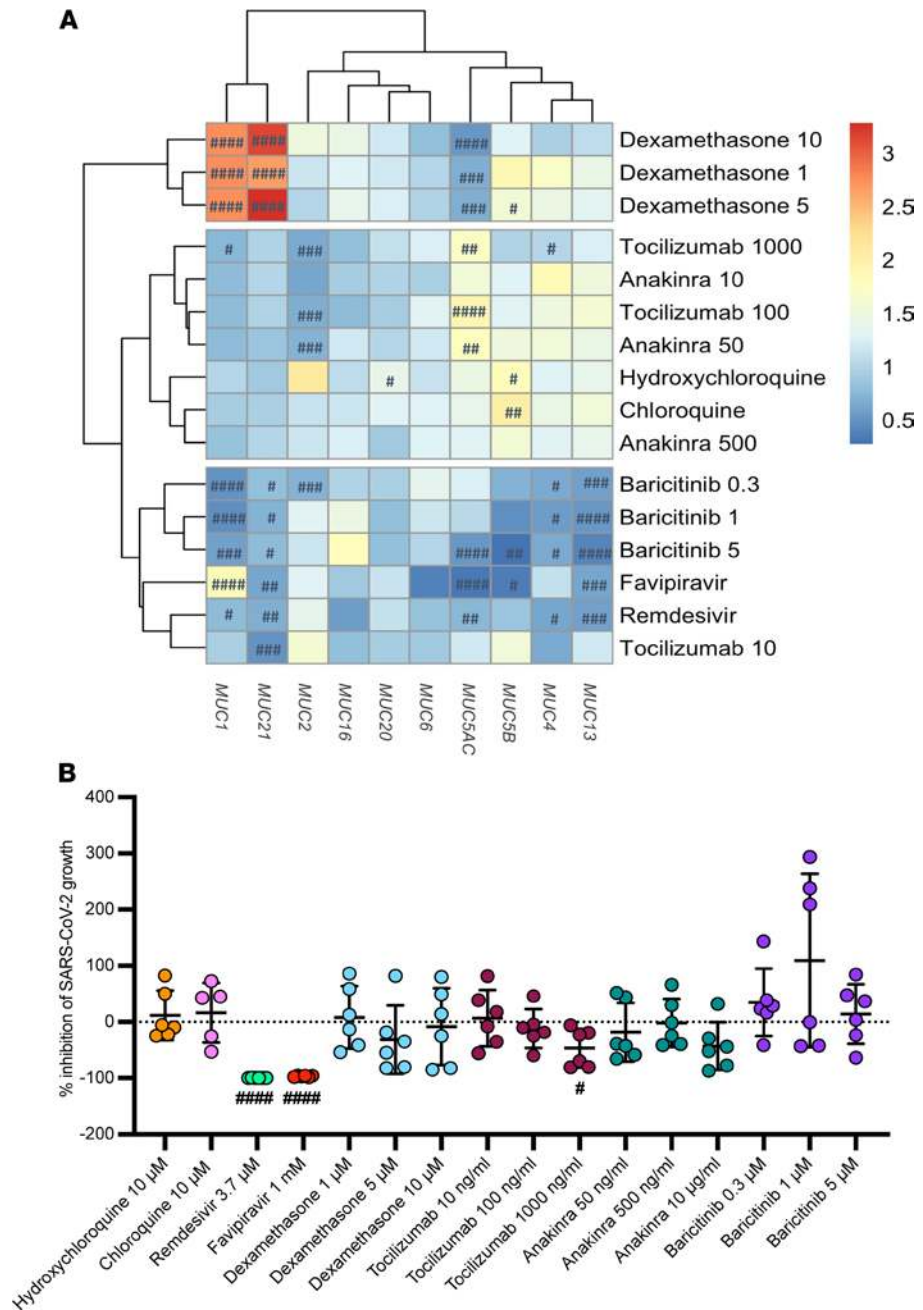 A
#### #### #### Dexamethasone 10
#### #### ### Dexamethasone 1
#### #### ### # Dexamethasone 5
# ### ## # Tocilizumab 1000
Anakinra 10
### #### Tocilizumab 100
### ## Anakinra 50
# # Hydroxychloroquine
## Chloroquine
Anakinra 500
#### # ### # ### Baricitinib 0.3
#### # # #### Baricitinib 1
### # #### ## # #### Baricitinib 5
#### ## #### # ### Favipiravir
# ## ## # ### Remdesivir
### Tocilizumab 10
3
2.5
2
1.5
1
0.5
MUC1 MUC21 MUC2 MUC16 MUC20 MUC6 MUC5AC MUC5B MUC4 MUC13
B
% inhibition of SARS-CoV-2 growth
400
300
200
100
0
-100
-200
####
####
#
Hydroxychloroquine 10 µM
Chloroquine 10 µM
Remdesivir 3.7 µM
Favipiravir 1 mM
Dexamethasone 1 µM
Dexamethasone 5 µM
Dexamethasone 10 µM
Tocilizumab 10 ng/ml
Tocilizumab 100 ng/ml
Tocilizumab 1000 ng/ml
Anakinra 50 ng/ml
Anakinra 500 ng/ml
Anakinra 10 µg/ml
Baricitinib 0.3 µM
Baricitinib 1 µM
Baricitinib 5 µM